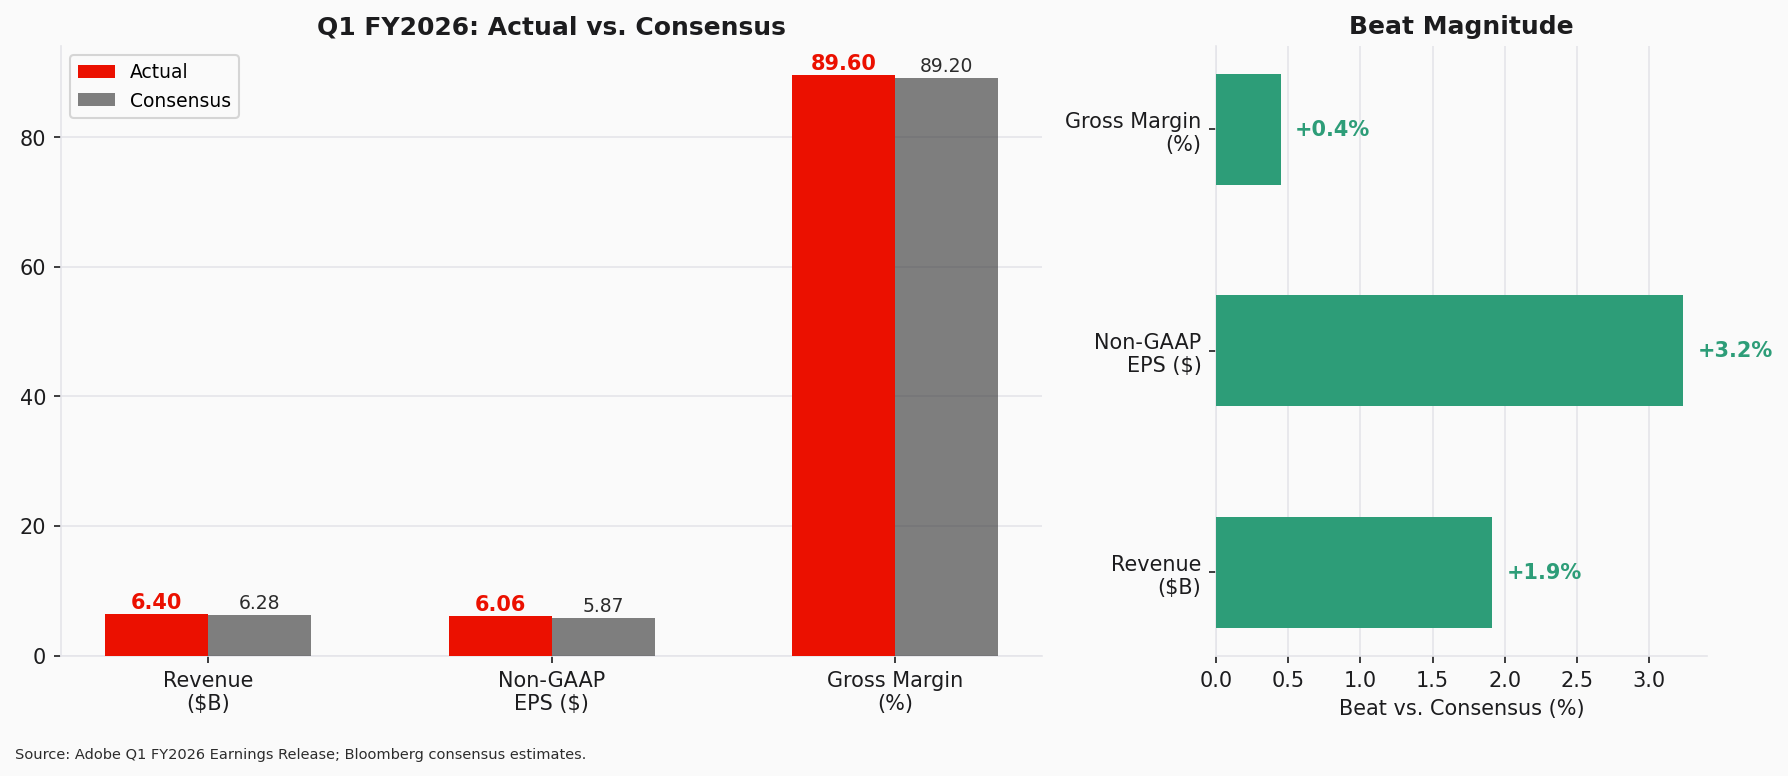 Q1 FY2026: Actual vs. Consensus
Actual
Consensus
80
60
40
20
0
6.40
6.28
6.06
5.87
89.60
89.20
Revenue
($B)
Non-GAAP
EPS ($)
Gross Margin
(%)
Beat Magnitude
Gross Margin
(%)
+0.4%
Non-GAAP
EPS ($)
+3.2%
Revenue
($B)
+1.9%
0.0 0.5 1.0 1.5 2.0 2.5 3.0
Beat vs. Consensus (%)
Source: Adobe Q1 FY2026 Earnings Release; Bloomberg consensus estimates.